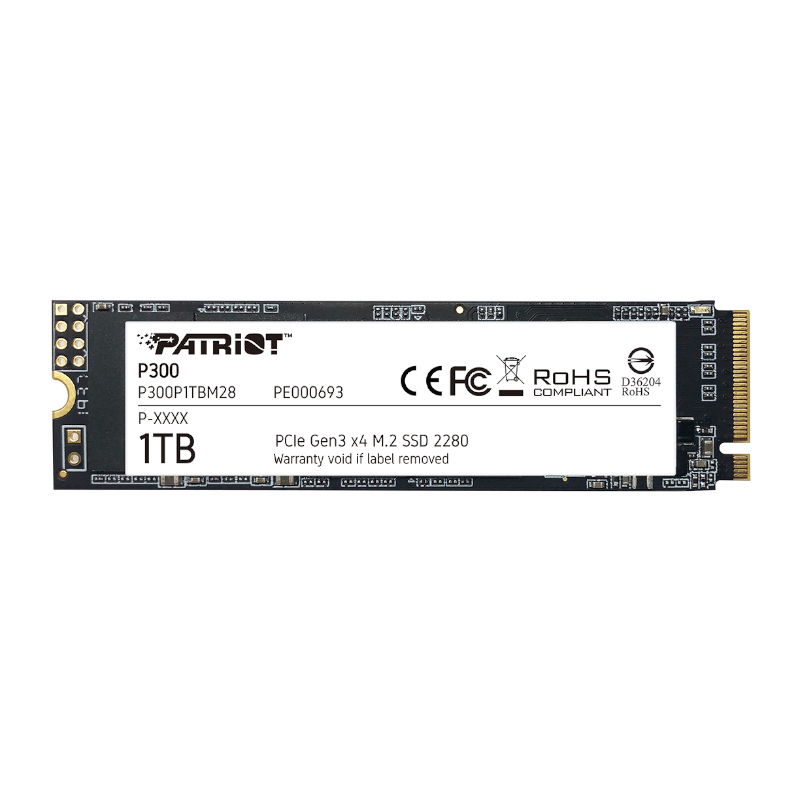 PATRIOT™
P300
P300P1TBM28 PE000693
P-XXXX
1TB
PCIe Gen3 x4 M.2 SSD 2280
Warranty void if label removed
CE FC
RoHS
COMPLIANT
D36204
RoHS